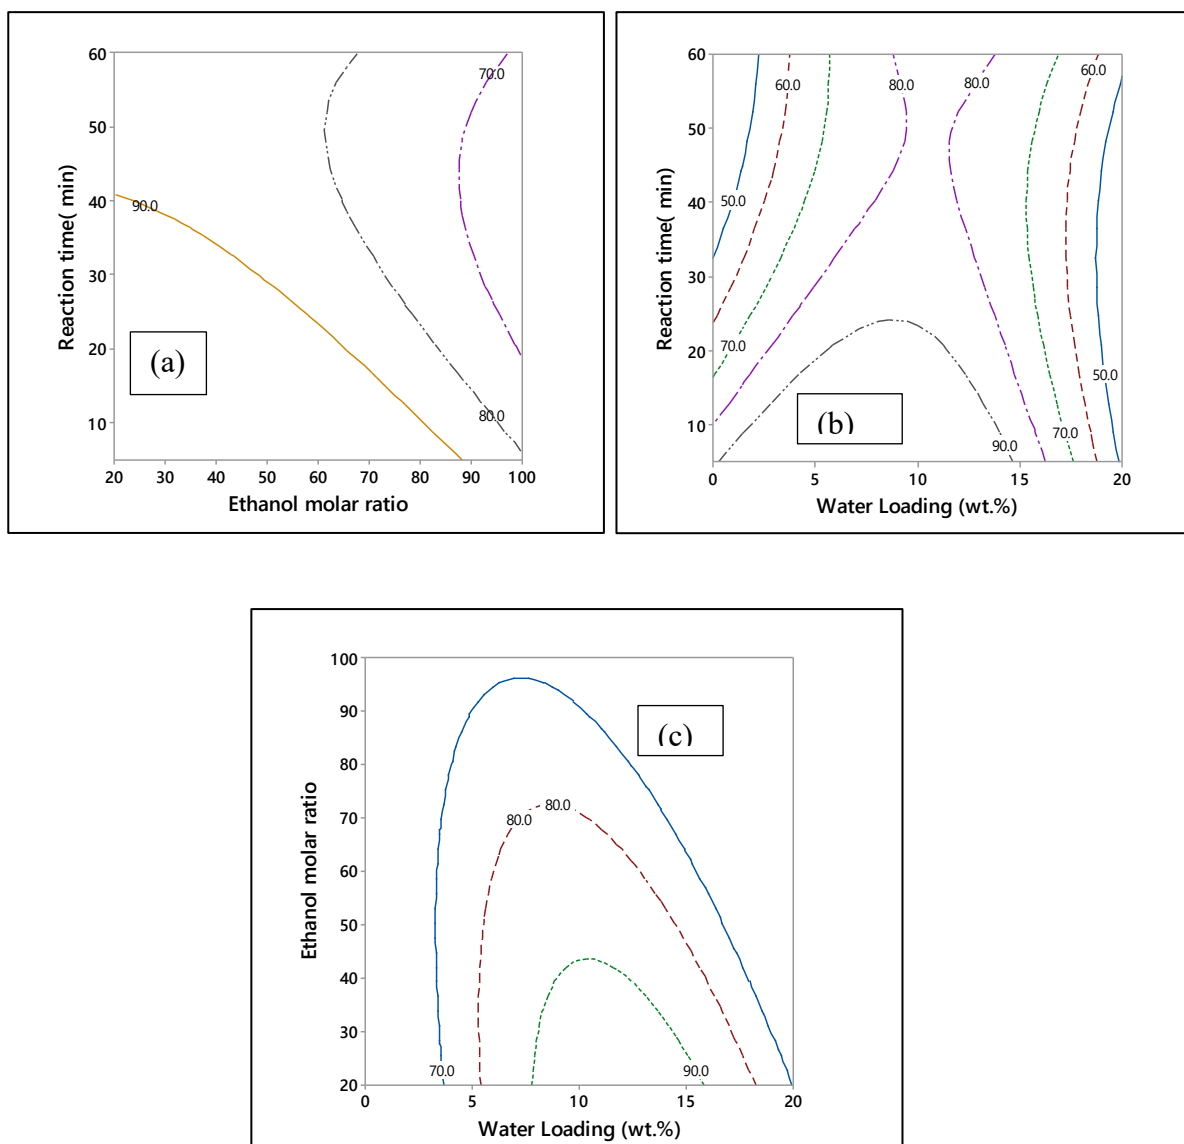 60
50
40
30
20
10
Reaction time( min)
70.0
90.0
80.0
(a)
20 30 40 50 60 70 80 90 100
Ethanol molar ratio
60
50
40
30
20
10
Reaction time( min)
60.0 80.0 80.0 60.0
70.0
50.0
70.0
50.0
70.0
90.0
(b)
0 5 10 15 20
Water Loading (wt.%)
100
90
80
70
60
50
40
30
20
Ethanol molar ratio
(c)
80.0
80.0
70.0 90.0
0 5 10 15 20
Water Loading (wt.%)